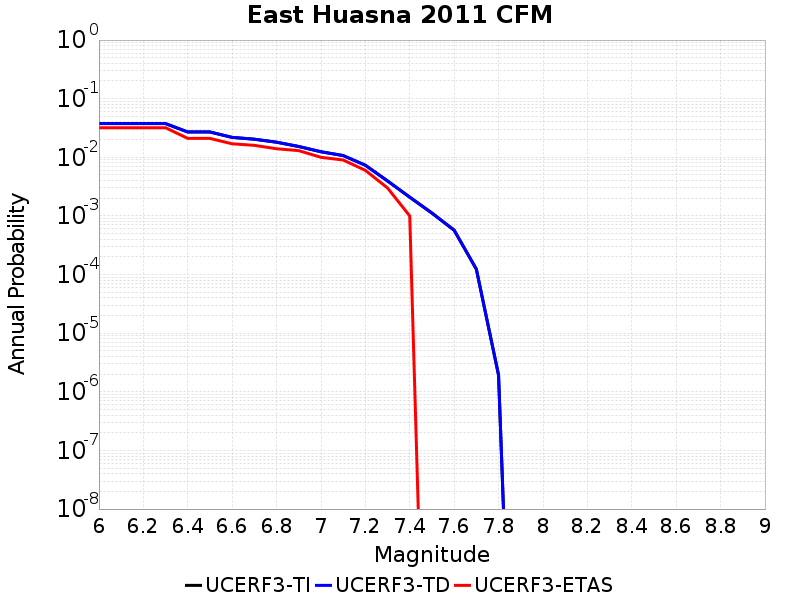 East Huasna 2011 CFM
Annual Probability
10^0
10^-1
10^-2
10^-3
10^-4
10^-5
10^-6
10^-7
10^-8
6 6.2 6.4 6.6 6.8 7 7.2 7.4 7.6 7.8 8 8.2 8.4 8.6 8.8 9
Magnitude
UCERF3-TI UCERF3-TD UCERF3-ETAS